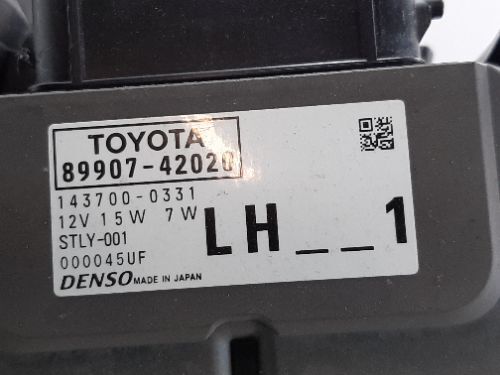 TOYOTA
89907-42020
143700-0331
12V 15W 7W
STLY-001
000045UF
LH__1
DENSO MADE IN JAPAN